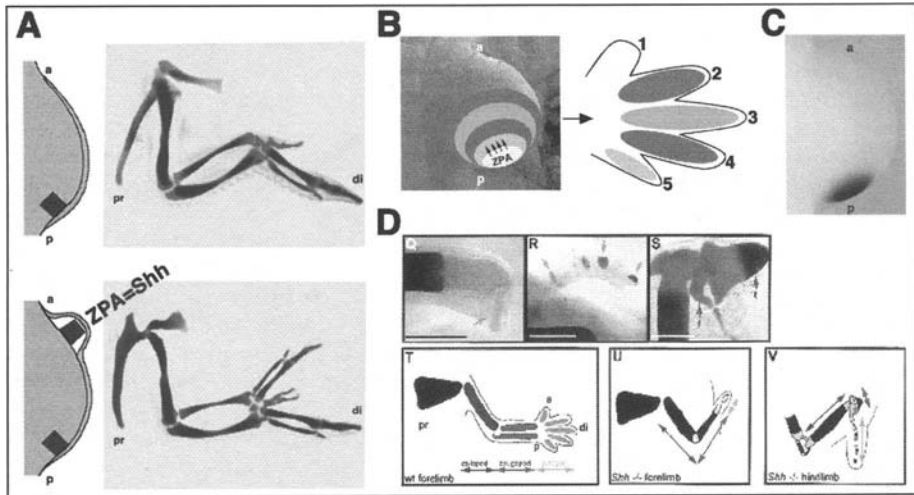 A
a
p
pr
di
a
ZPA=Shh
p
pr
di
B
a
ZPA
p
1
2
3
4
5
C
a
p
D
Q
R
S
T
pr
a
p
di
wt forelimb
U
Shh -/- forelimb
V
Shh -/- hindlimb